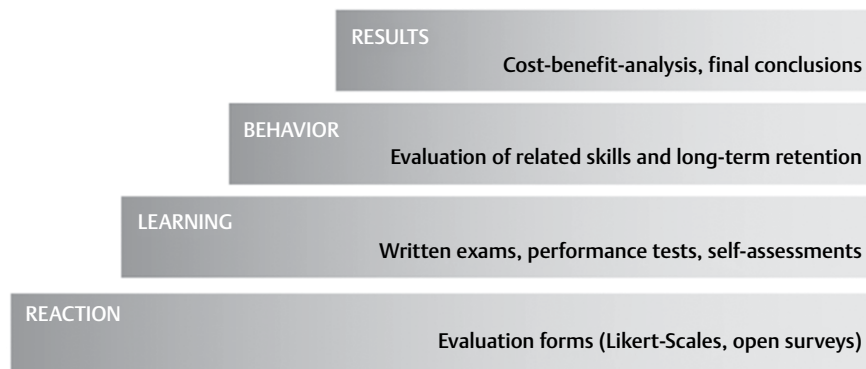 RESULTS
Cost-benefit-analysis, final conclusions
BEHAVIOR
Evaluation of related skills and long-term retention
LEARNING
Written exams, performance tests, self-assessments
REACTION
Evaluation forms (Likert-Scales, open surveys)